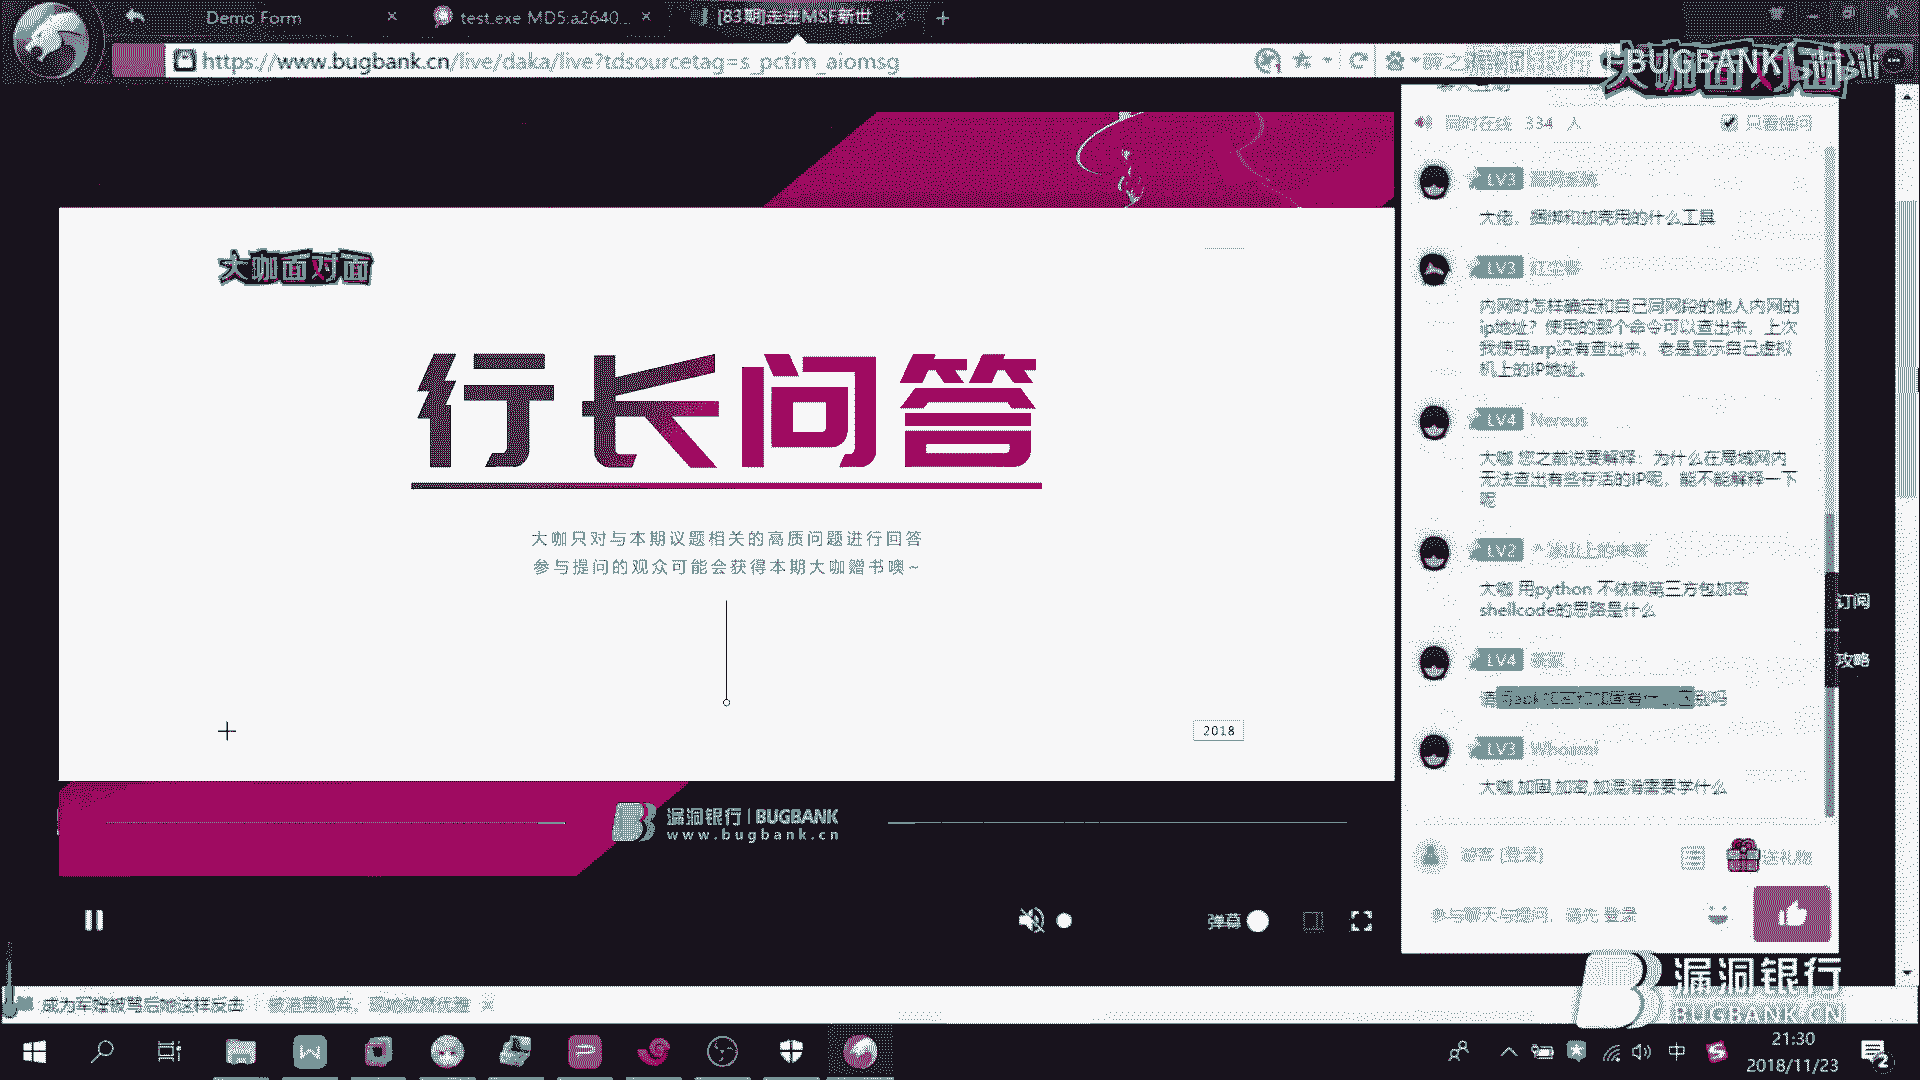 Demo Form
test.exe MD5:a2640...
[83期]走进MSF新世
https://www.bugbank.cn/live/daka/live?tdsourcetag=s_pctim_aiomsg
BUGBANK
大咖面对面
同时在线 334 人
只看提问
LV3
大佬，捆绑和加壳用的什么工具
LV3
内网时怎样确定和自己同网段的他人内网的
ip地址？使用的那个命令可以查出来，上次
我使用arp没有查出来，老是显示自己虚拟
机上的IP地址。
LV4 Nereus
大咖 您之前说要解释：为什么在局域网内
无法查出有些存活的IP呢，能不能解释一下
呢
LV2
大咖 用python 不依赖第三方包加密
shellcode的思路是什么
LV4
LV3 Whoami
大咖,加固,加密,加混淆需要学什么
大咖面对面
行长问答
大咖只对与本期议题相关的高质问题进行回答
参与提问的观众可能会获得本期大咖赠书噢~
2018
漏洞银行 | BUGBANK
www.bugbank.cn
订阅
攻略
游客 [登录]
送礼物
参与聊天与提问，请先 登录
弹幕
漏洞银行
BUGBANK.CN
成为军嫂被骂后她这样反击
中
21:30
2018/11/23
2